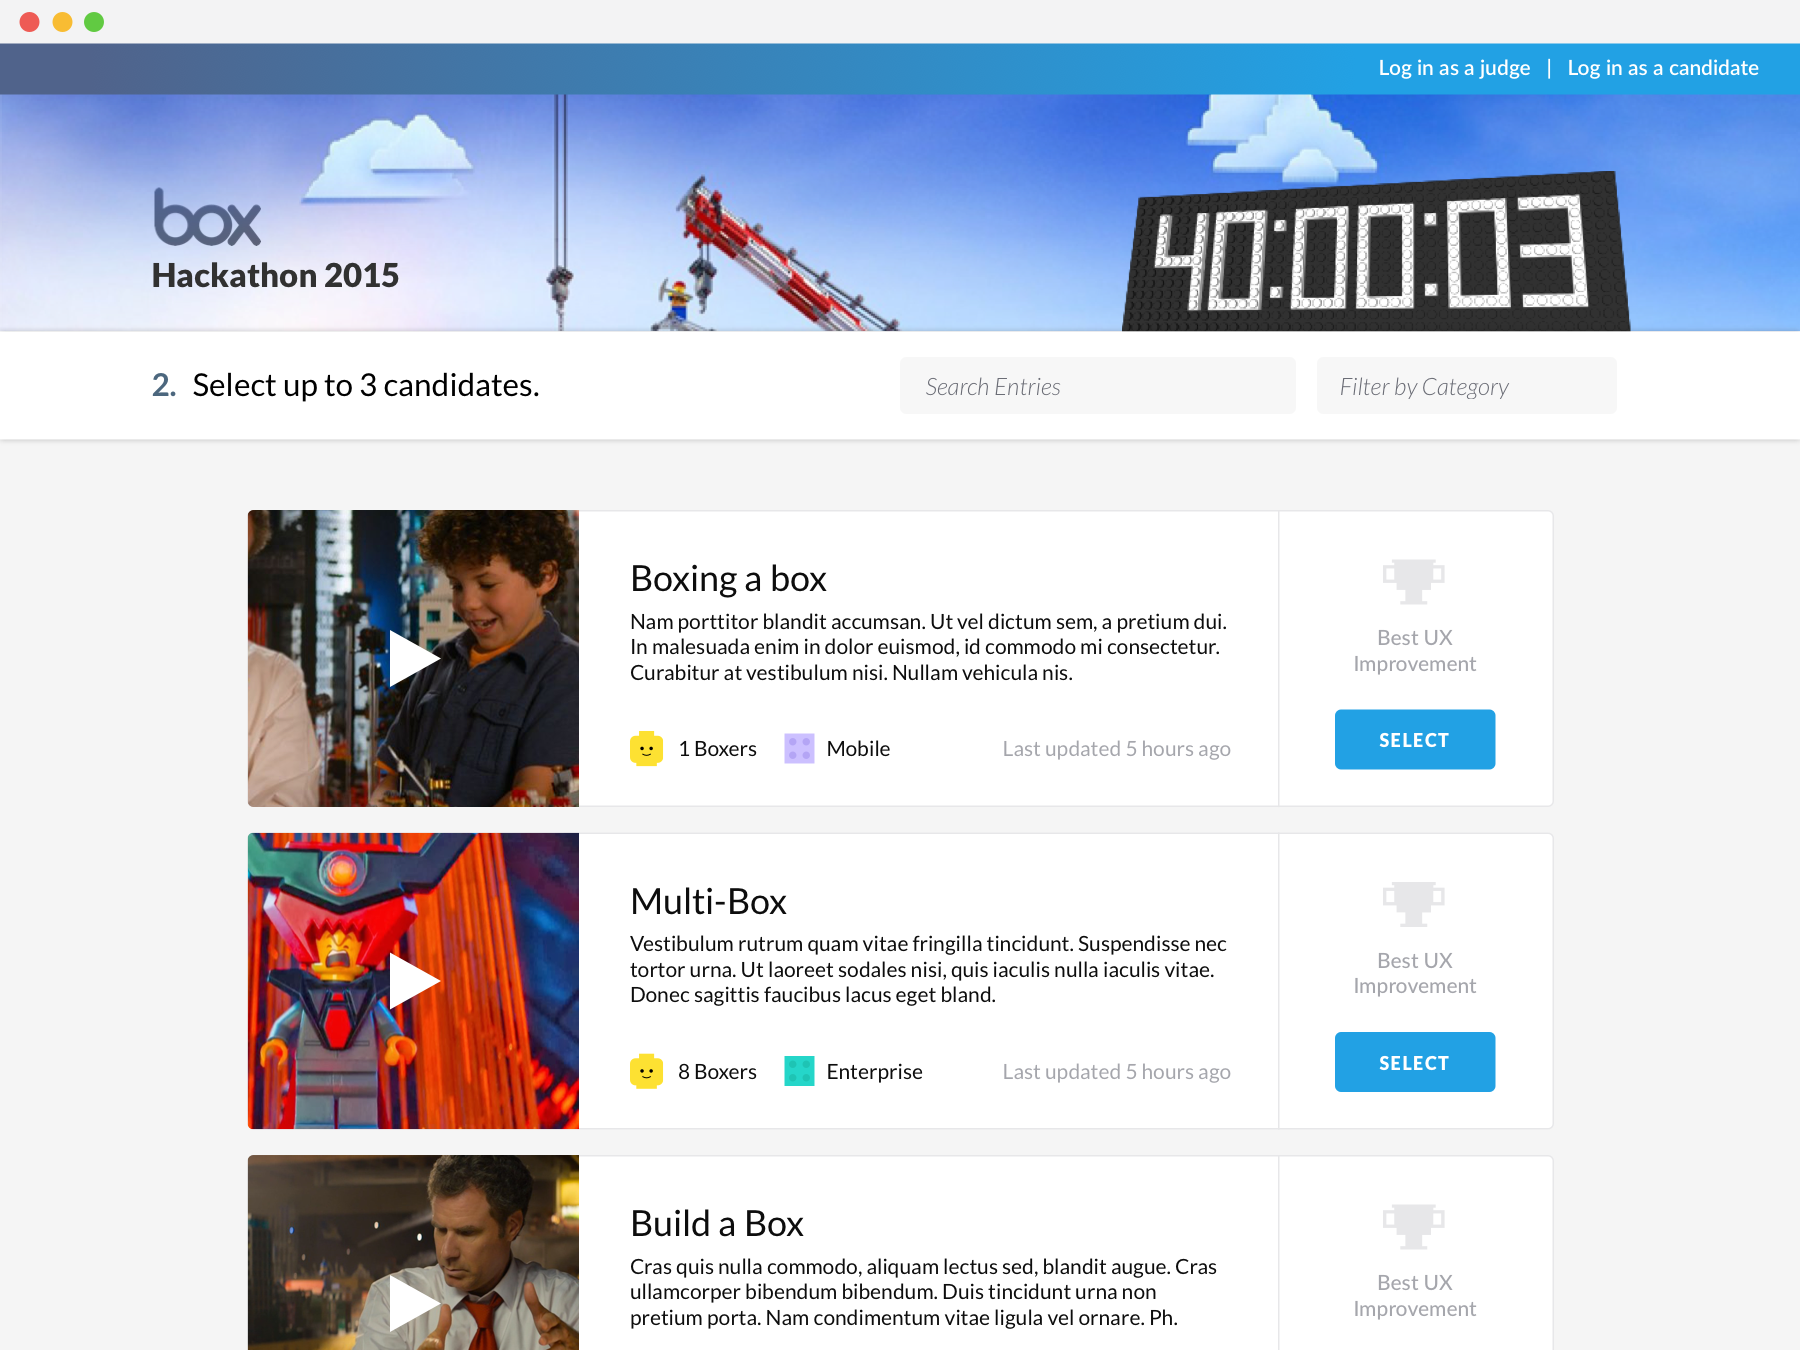 Log in as a judge | Log in as a candidate
box
Hackathon 2015
40:00:03
2. Select up to 3 candidates.
Search Entries
Filter by Category
Boxing a box
Nam porttitor blandit accumsan. Ut vel dictum sem, a pretium dui.
In malesuada enim in dolor euismod, id commodo mi consectetur.
Curabitur at vestibulum nisi. Nullam vehicula nis.
1 Boxers
Mobile
Last updated 5 hours ago
Best UX
Improvement
SELECT
Multi-Box
Vestibulum rutrum quam vitae fringilla tincidunt. Suspendisse nec
tortor urna. Ut laoreet sodales nisi, quis iaculis nulla iaculis vitae.
Donec sagittis faucibus lacus eget bland.
8 Boxers
Enterprise
Last updated 5 hours ago
Best UX
Improvement
SELECT
Build a Box
Cras quis nulla commodo, aliquam lectus sed, blandit augue. Cras
ullamcorper bibendum bibendum. Duis tincidunt urna non
pretium porta. Nam condimentum vitae ligula vel ornare. Ph.
Best UX
Improvement